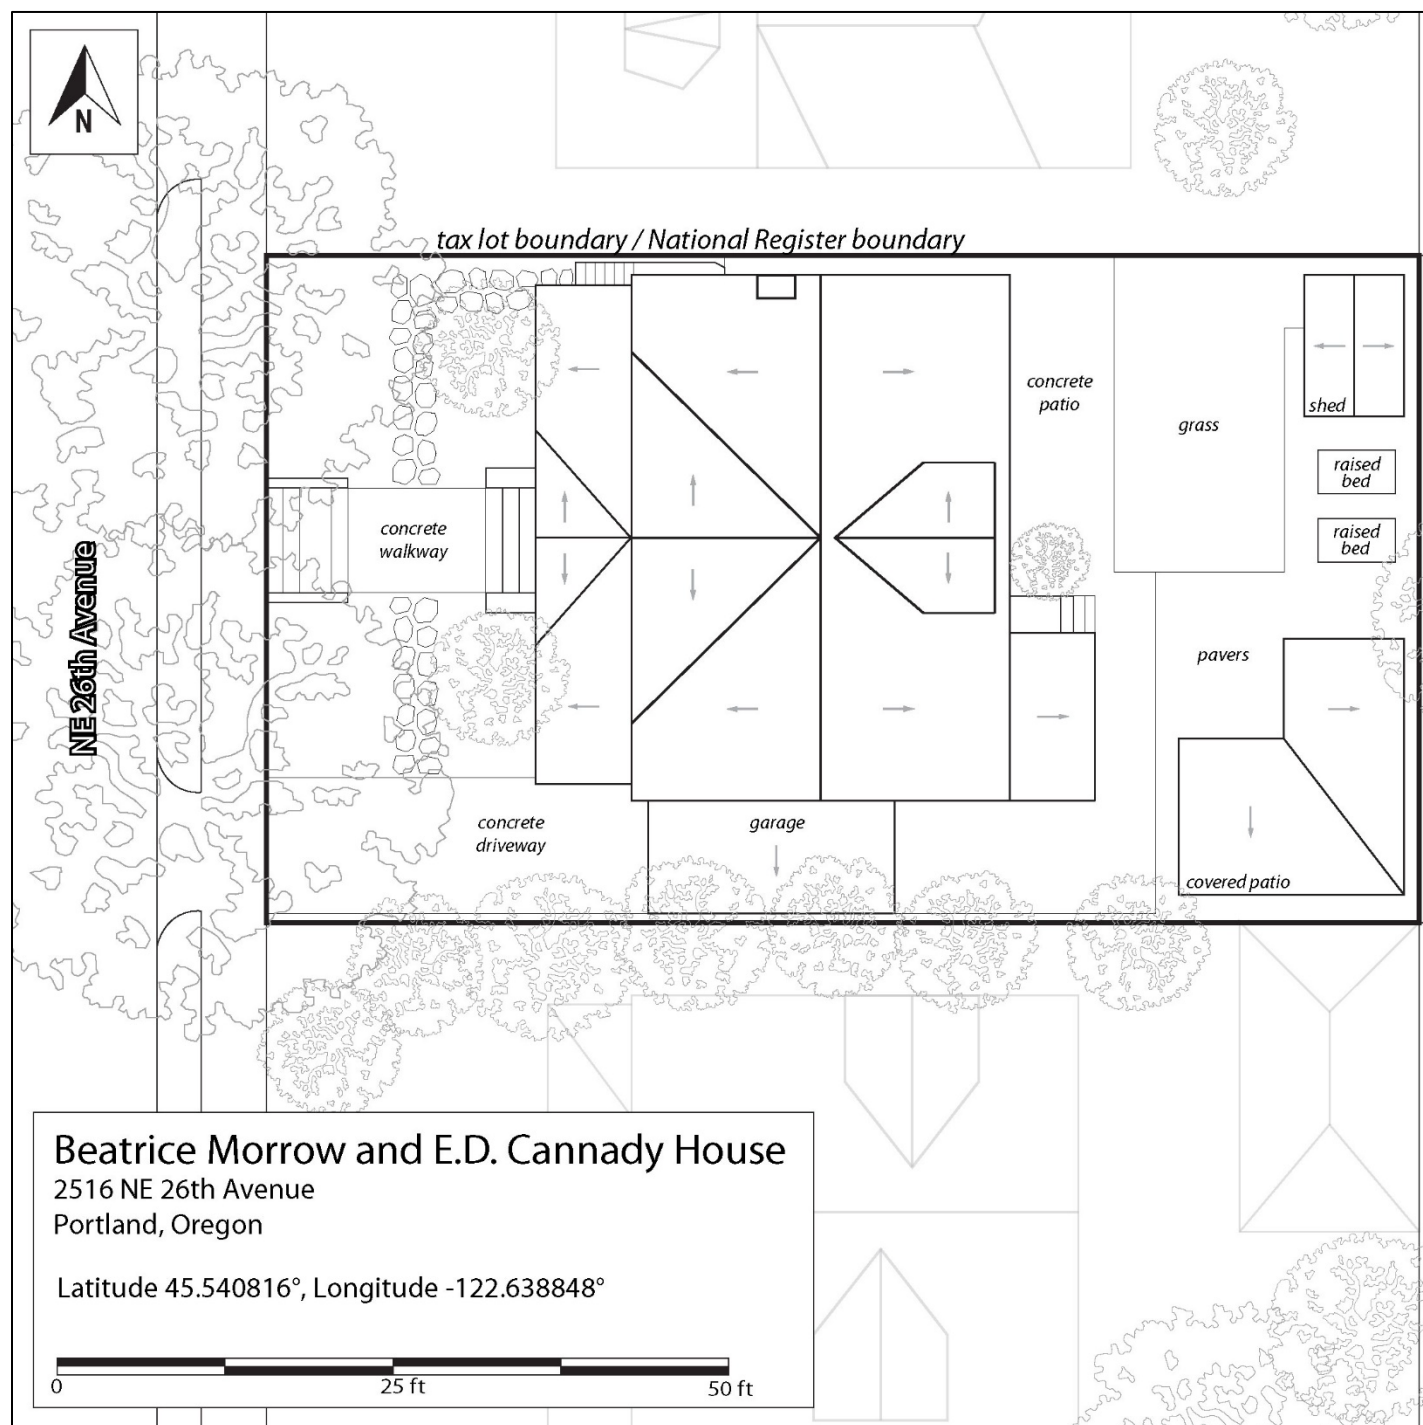 N
tax lot boundary / National Register boundary
concrete
patio
grass
shed
raised
bed
raised
bed
concrete
walkway
NE 26th Avenue
pavers
concrete
driveway
garage
covered patio
Beatrice Morrow and E.D. Cannady House
2516 NE 26th Avenue
Portland, Oregon
Latitude 45.540816°, Longitude -122.638848°
0 25 ft 50 ft